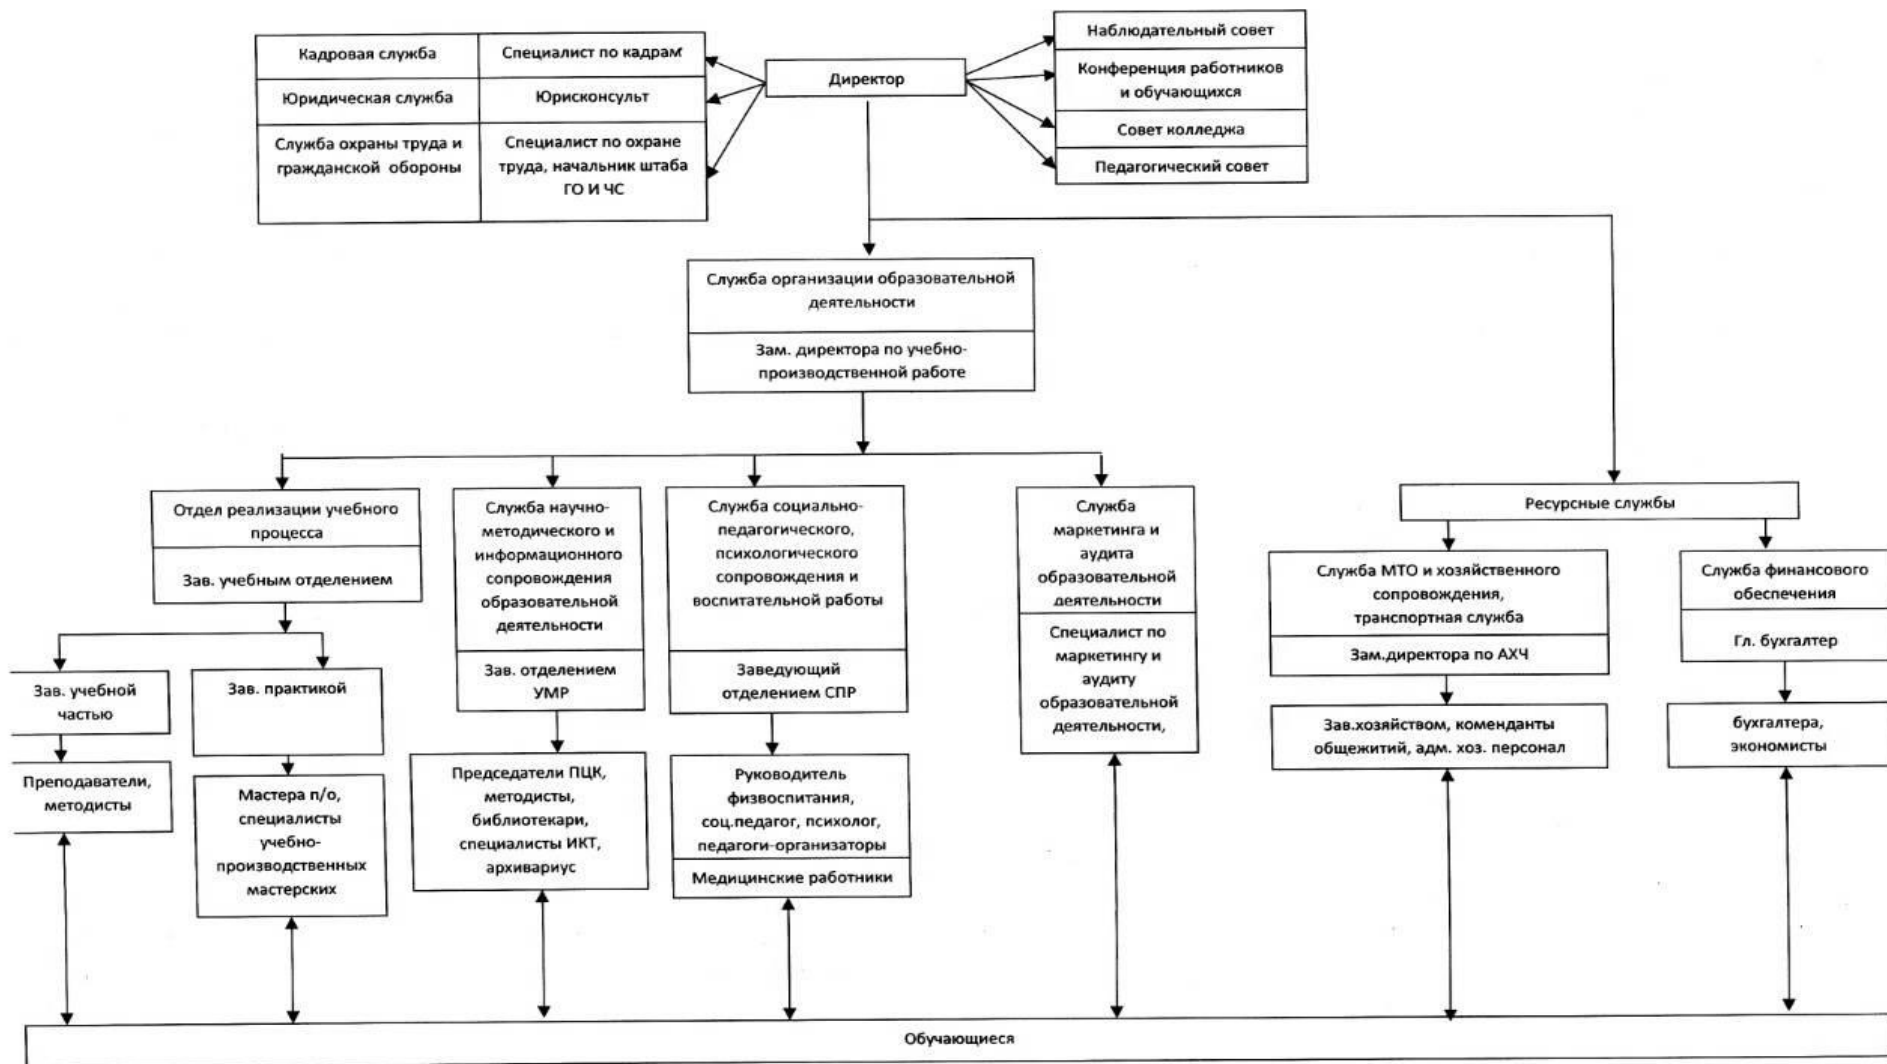 Кадровая служба
Специалист по кадрам
Юридическая служба
Юрисконсульт
Служба охраны труда и
гражданской обороны
Специалист по охране
труда, начальник штаба
ГО И ЧС
Директор
Наблюдательный совет
Конференция работников
и обучающихся
Совет колледжа
Педагогический совет
Служба организации образовательной
деятельности
Зам. директора по учебно-
производственной работе
Отдел реализации учебного
процесса
Зав. учебным отделением
Зав. учебной
частью
Зав. практикой
Преподаватели,
методисты
Мастера п/о,
специалисты
учебно-
производственных
мастерских
Служба научно-
методического и
информационного
сопровождения
образовательной
деятельности
Зав. отделением
УМР
Председатели ПЦК,
методисты,
библиотекари,
специалисты ИКТ,
архивариус
Служба социально-
педагогического,
психологического
сопровождения и
воспитательной работы
Заведующий
отделением СПР
Руководитель
физвоспитания,
соц.педагог, психолог,
педагоги-организаторы
Медицинские работники
Служба
маркетинга и
аудита
образовательной
деятельности
Специалист по
маркетингу и
аудиту
образовательной
деятельности,
Ресурсные службы
Служба МТО и хозяйственного
сопровождения,
транспортная служба
Зам.директора по АХЧ
Зав.хозяйством, коменданты
общежитий, адм. хоз. персонал
Служба финансового
обеспечения
Гл. бухгалтер
бухгалтера,
экономисты
Обучающиеся